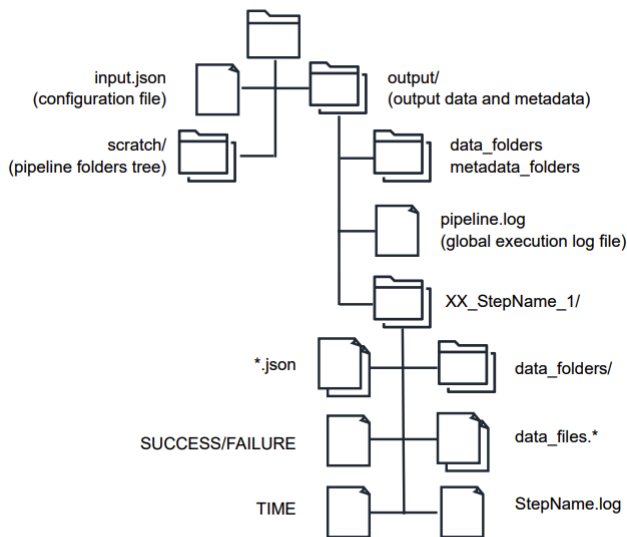 input.json
(configuration file)
output/
(output data and metadata)
scratch/
(pipeline folders tree)
data_folders
metadata_folders
pipeline.log
(global execution log file)
XX_StepName_1/
*.json
data_folders/
SUCCESS/FAILURE
data_files.*
TIME
StepName.log